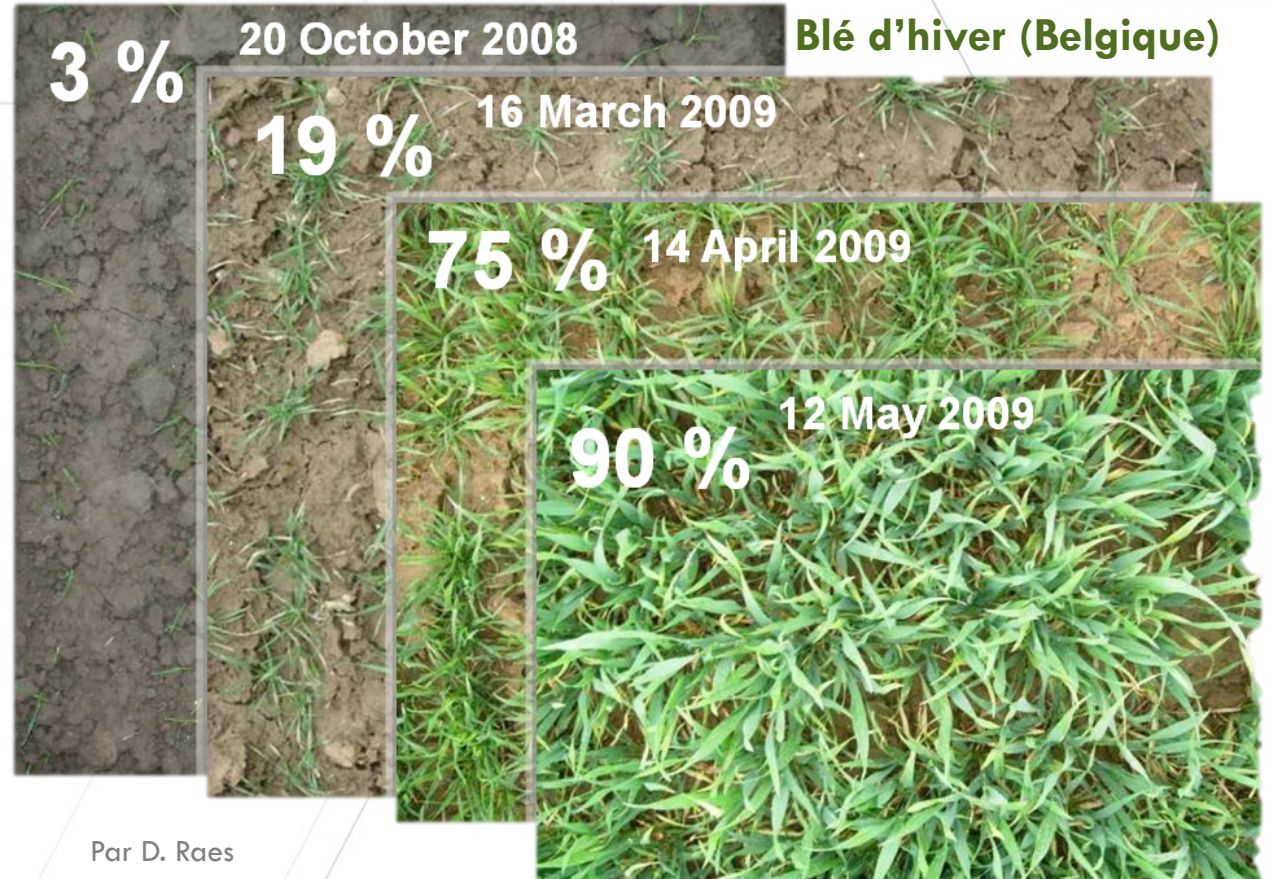 Blé d'hiver (Belgique)
3 %
20 October 2008
19 %
16 March 2009
75 %
14 April 2009
90 %
12 May 2009
Par D. Raes